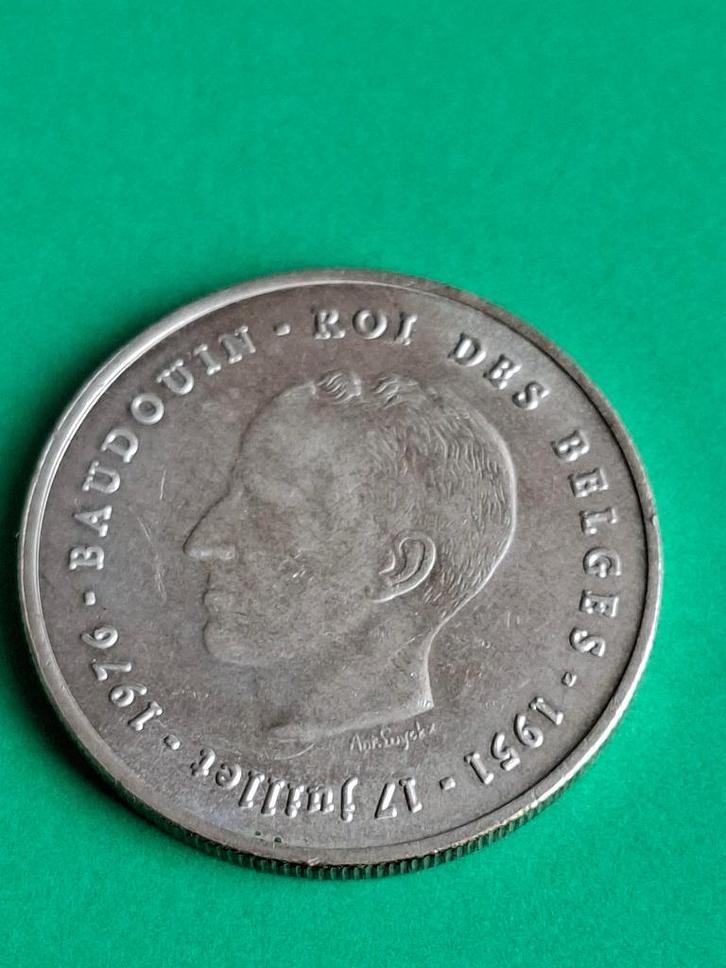 BAUDOUIN - ROI DES BELGES - 1951 - 17 juillet - 1976 -